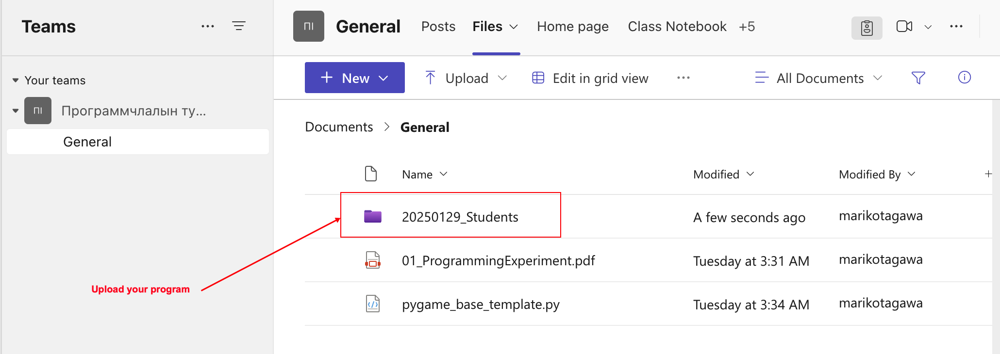 Teams
ПІ General Posts Files Home page Class Notebook +5
Your teams
ПІ Программчлалын ту...
General
New Upload Edit in grid view All Documents
Documents > General
Name Modified Modified By
20250129_Students A few seconds ago marikotagawa
01_ProgrammingExperiment.pdf Tuesday at 3:31 AM marikotagawa
pygame_base_template.py Tuesday at 3:34 AM marikotagawa
Upload your program